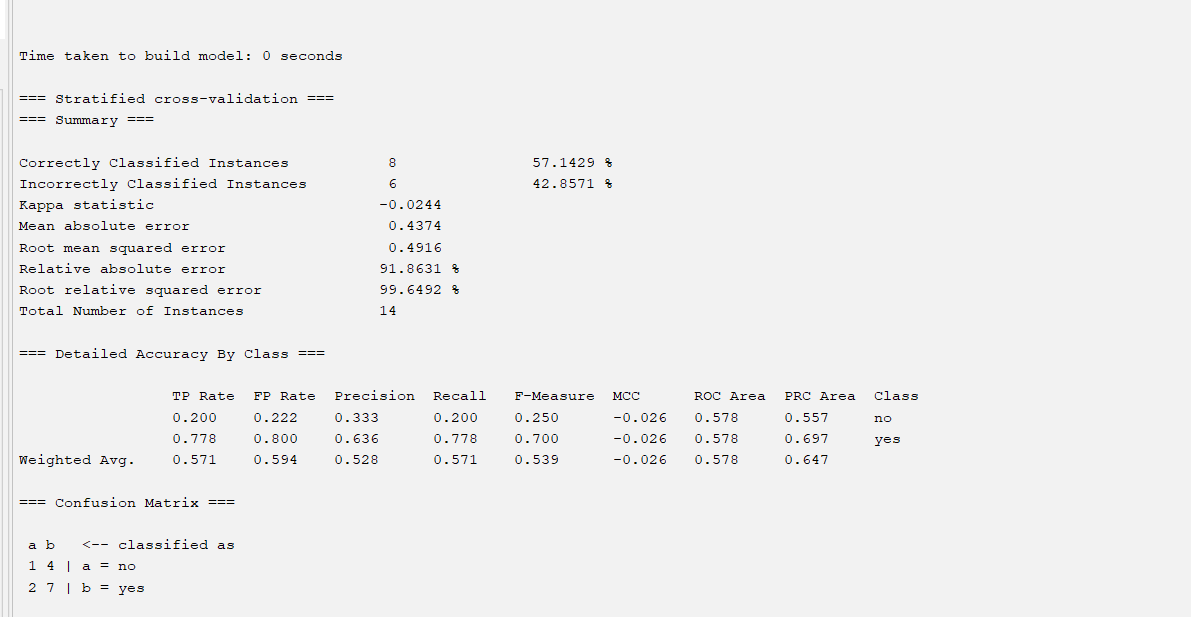 Time taken to build model: 0 seconds
=== Stratified cross-validation ===
=== Summary ===
Correctly Classified Instances           8               57.1429 %
Incorrectly Classified Instances         6               42.8571 %
Kappa statistic                         -0.0244
Mean absolute error                      0.4374
Root mean squared error                  0.4916
Relative absolute error                 91.8631 %
Root relative squared error             99.6492 %
Total Number of Instances               14
=== Detailed Accuracy By Class ===
                 TP Rate  FP Rate  Precision  Recall   F-Measure  MCC      ROC Area  PRC Area  Class
                 0.200    0.222    0.333      0.200    0.250      -0.026   0.578     0.557     no
                 0.778    0.800    0.636      0.778    0.700      -0.026   0.578     0.697     yes
Weighted Avg.    0.571    0.594    0.528      0.571    0.539      -0.026   0.578     0.647
=== Confusion Matrix ===
 a b   <-- classified as
 1 4 | a = no
 2 7 | b = yes